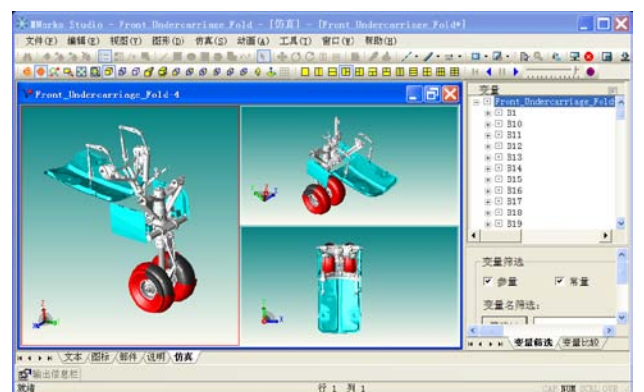 MWorks Studio - Front_Undercarriage_Fold - [仿真] - [Front_Undercarriage_Fold*]
文件(F) 编辑(E) 视图(V) 图形(D) 仿真(S) 动画(A) 工具(T) 窗口(W) 帮助(H)
Front_Undercarriage_Fold-4
变量
Front_Undercarriage_Fold
B1
B10
B11
B12
B13
B14
B15
B16
B17
B18
B19
变量筛选
参量 常量
变量名筛选:
文本 图标 部件 说明 仿真
变量筛选 变量比较
输出信息栏
就绪 行 1 列 1 CAP NUM SCRL OVR